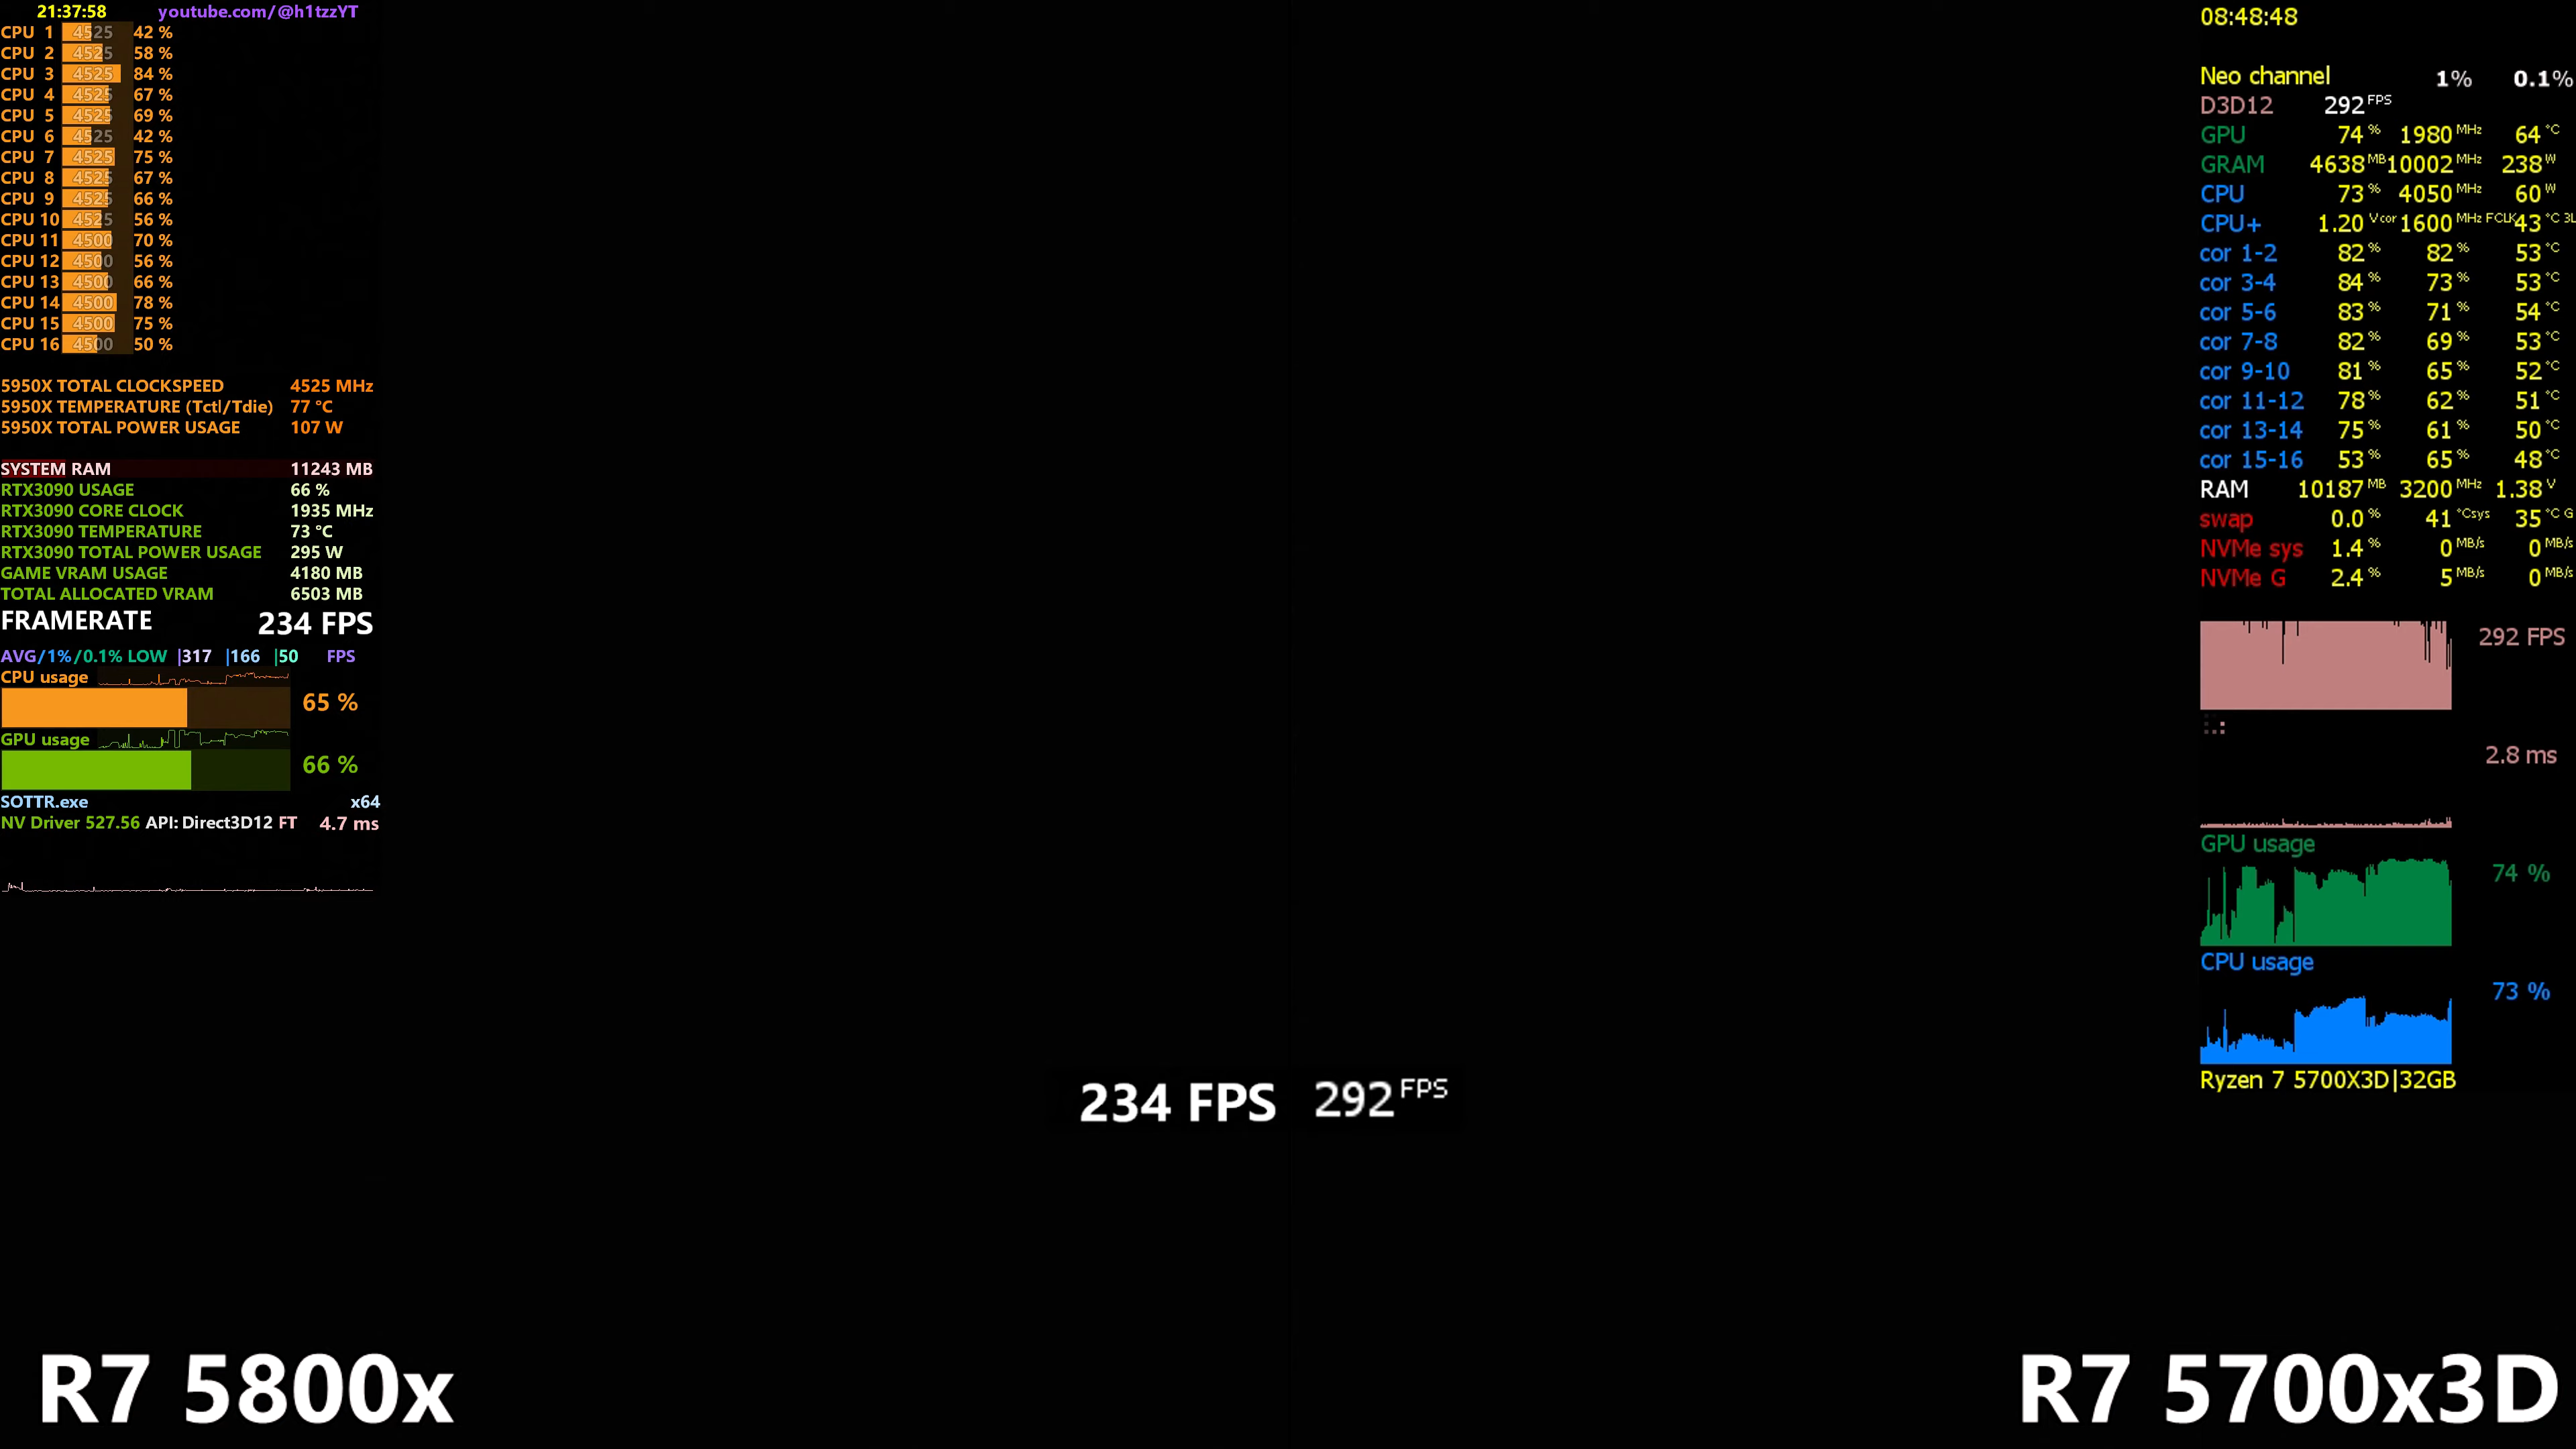 21:37:58 youtube.com/@h1tzzYT
CPU 1 4525 42 %
CPU 2 4525 58 %
CPU 3 4525 84 %
CPU 4 4525 67 %
CPU 5 4525 69 %
CPU 6 4525 42 %
CPU 7 4525 75 %
CPU 8 4525 67 %
CPU 9 4525 66 %
CPU 10 4525 56 %
CPU 11 4500 70 %
CPU 12 4500 56 %
CPU 13 4500 66 %
CPU 14 4500 78 %
CPU 15 4500 75 %
CPU 16 4500 50 %
5950X TOTAL CLOCKSPEED 4525 MHz
5950X TEMPERATURE (Tctl/Tdie) 77 °C
5950X TOTAL POWER USAGE 107 W
SYSTEM RAM 11243 MB
RTX3090 USAGE 66 %
RTX3090 CORE CLOCK 1935 MHz
RTX3090 TEMPERATURE 73 °C
RTX3090 TOTAL POWER USAGE 295 W
GAME VRAM USAGE 4180 MB
TOTAL ALLOCATED VRAM 6503 MB
FRAMERATE 234 FPS
AVG/1%/0.1% LOW |317 |166 |50 FPS
CPU usage
65 %
GPU usage
66 %
SOTTR.exe x64
NV Driver 527.56 API: Direct3D12 FT 4.7 ms
08:48:48
Neo channel 1% 0.1%
D3D12 292 FPS
GPU 74 % 1980 MHz 64 °C
GRAM 4638 MB 10002 MHz 238 W
CPU 73 % 4050 MHz 60 W
CPU+ 1.20 Vcor 1600 MHz FCLK 43 °C 3L
cor 1-2 82 % 82 % 53 °C
cor 3-4 84 % 73 % 53 °C
cor 5-6 83 % 71 % 54 °C
cor 7-8 82 % 69 % 53 °C
cor 9-10 81 % 65 % 52 °C
cor 11-12 78 % 62 % 51 °C
cor 13-14 75 % 61 % 50 °C
cor 15-16 53 % 65 % 48 °C
RAM 10187 MB 3200 MHz 1.38 V
swap 0.0 % 41 °Csys 35 °C G
NVMe sys 1.4 % 0 MB/s 0 MB/s
NVMe G 2.4 % 5 MB/s 0 MB/s
292 FPS
2.8 ms
GPU usage
74 %
CPU usage
73 %
Ryzen 7 5700X3D|32GB
234 FPS 292 FPS
R7 5800x
R7 5700x3D